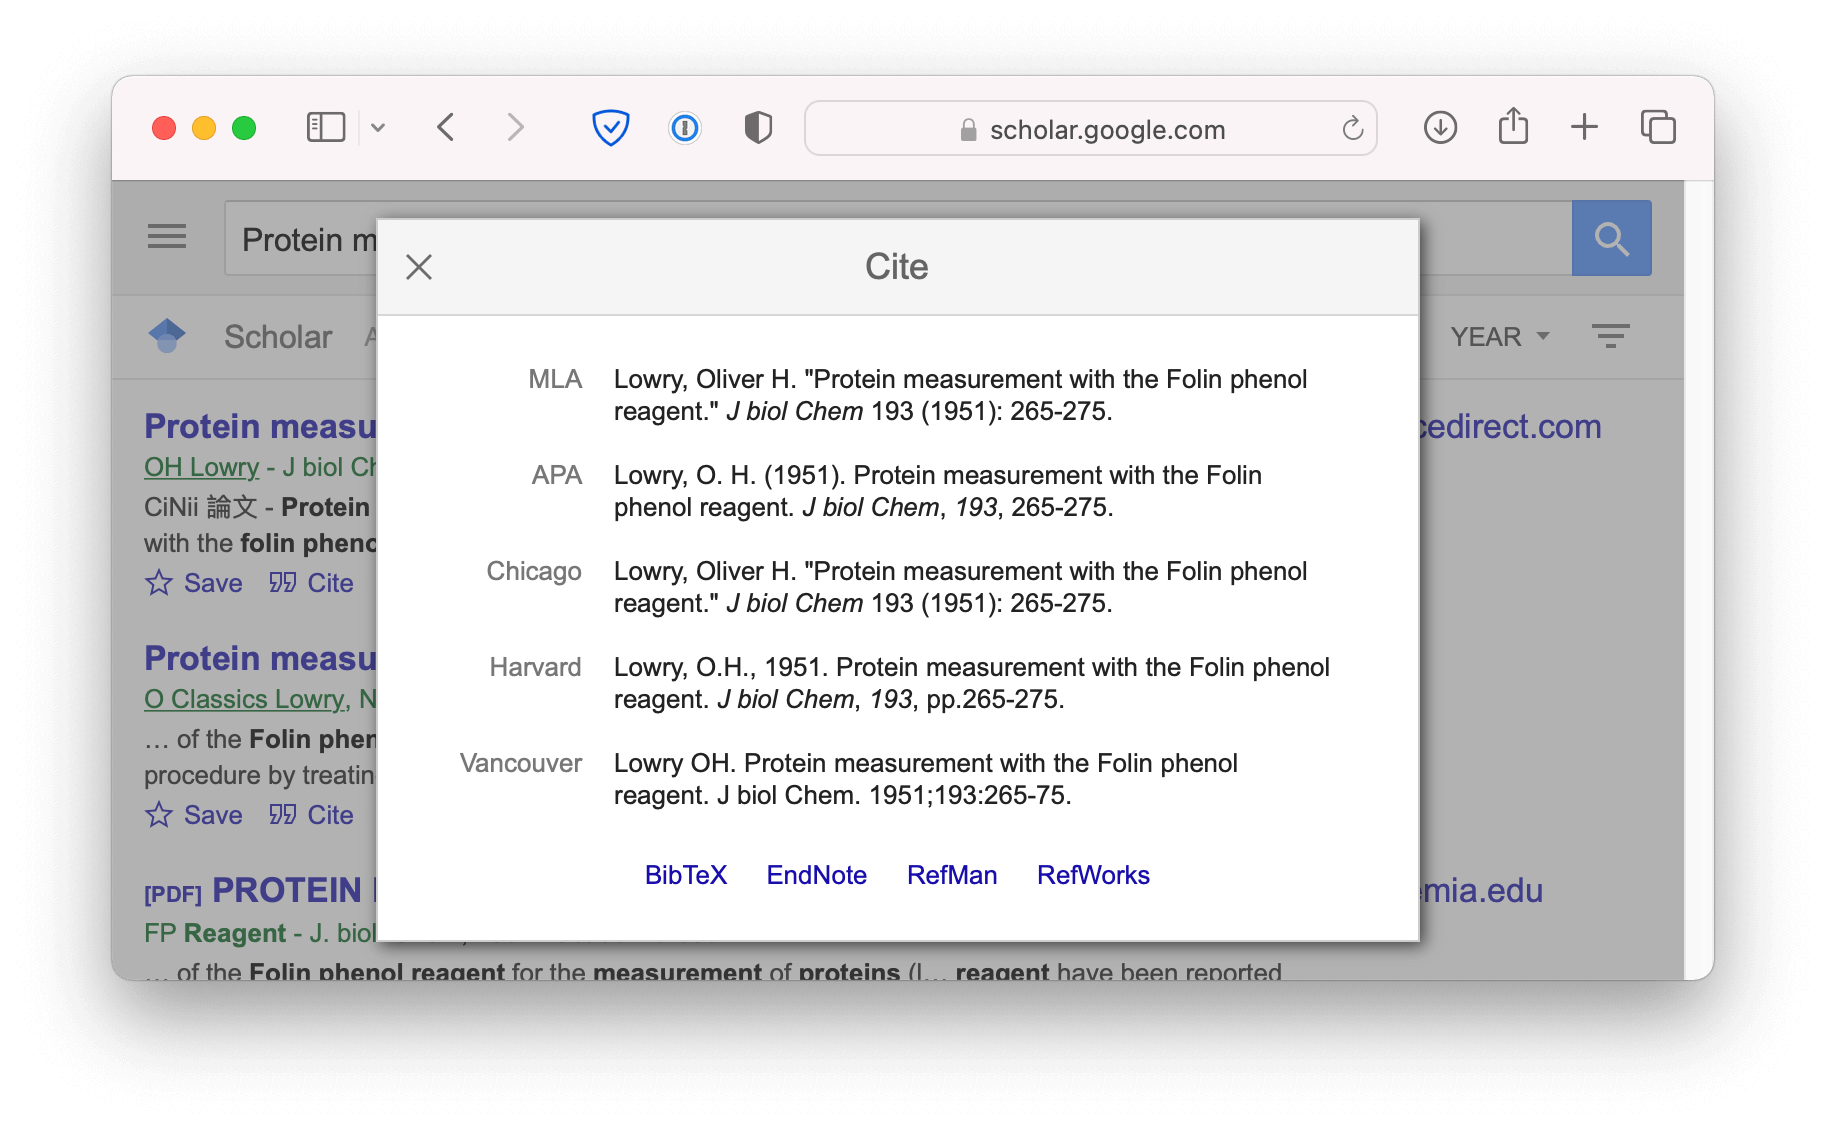 scholar.google.com
Protein m
Cite
Scholar
YEAR
MLA Lowry, Oliver H. "Protein measurement with the Folin phenol
reagent." J biol Chem 193 (1951): 265-275.
APA Lowry, O. H. (1951). Protein measurement with the Folin
phenol reagent. J biol Chem, 193, 265-275.
Chicago Lowry, Oliver H. "Protein measurement with the Folin phenol
reagent." J biol Chem 193 (1951): 265-275.
Harvard Lowry, O.H., 1951. Protein measurement with the Folin phenol
reagent. J biol Chem, 193, pp.265-275.
Vancouver Lowry OH. Protein measurement with the Folin phenol
reagent. J biol Chem. 1951;193:265-75.
BibTeX EndNote RefMan RefWorks
Protein measu
cedirect.com
OH Lowry - J biol Ch
CiNii 論文 - Protein
with the folin pheno
Save Cite
Protein measu
O Classics Lowry, N
… of the Folin phen
procedure by treatin
Save Cite
[PDF] PROTEIN
emia.edu
FP Reagent - J. biol
… of the Folin phenol reagent for the measurement of proteins (l… reagent have been reported